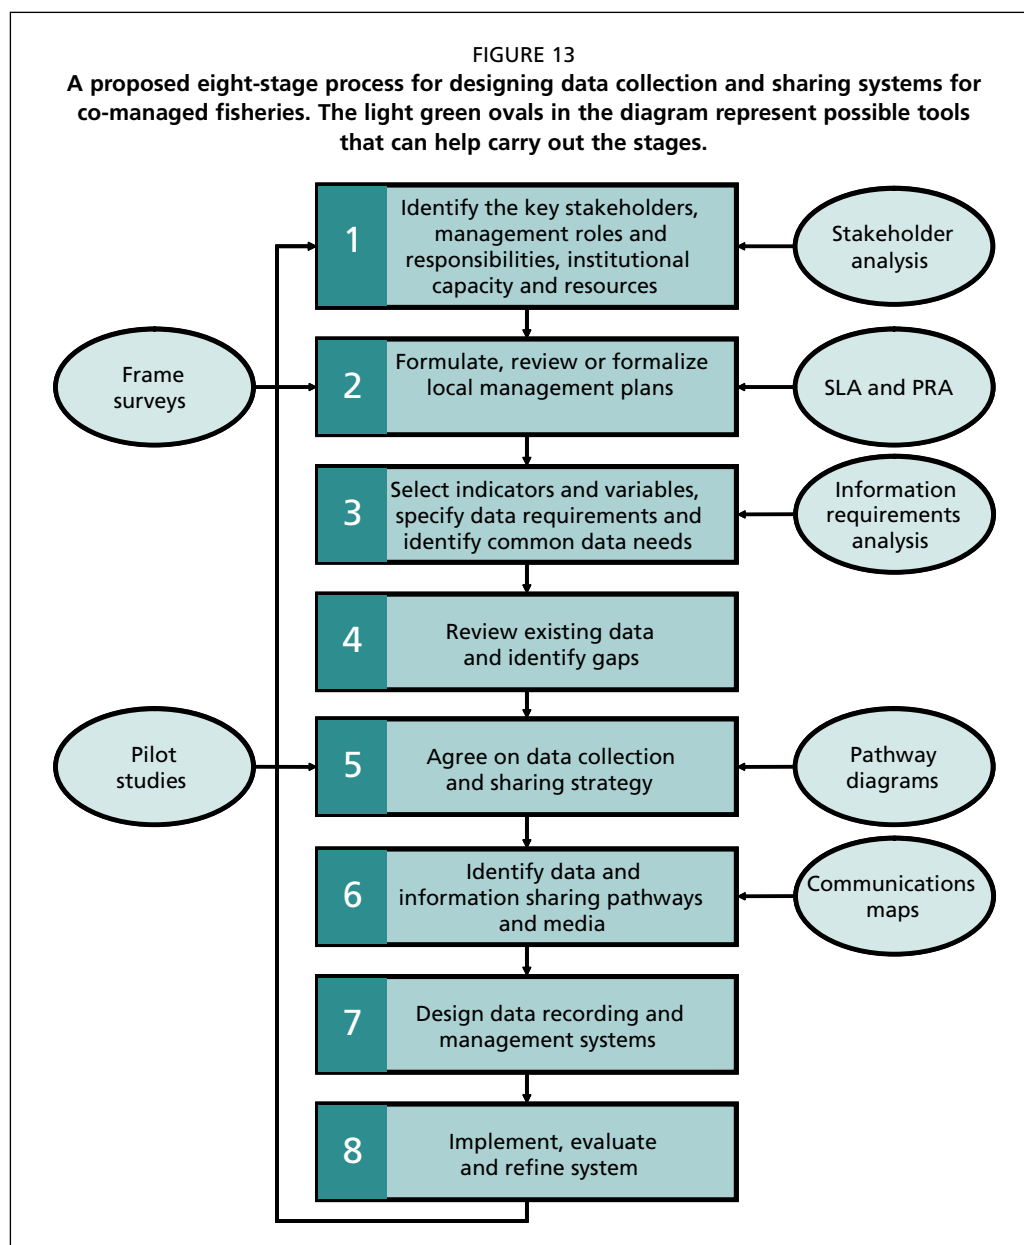 FIGURE 13
A proposed eight-stage process for designing data collection and sharing systems for
co-managed fisheries. The light green ovals in the diagram represent possible tools
that can help carry out the stages.
1
Identify the key stakeholders,
management roles and
responsibilities, institutional
capacity and resources
Stakeholder
analysis
Frame
surveys
2
Formulate, review or formalize
local management plans
SLA and PRA
3
Select indicators and variables,
specify data requirements and
identify common data needs
Information
requirements
analysis
4
Review existing data
and identify gaps
Pilot
studies
5
Agree on data collection
and sharing strategy
Pathway
diagrams
6
Identify data and
information sharing pathways
and media
Communications
maps
7
Design data recording and
management systems
8
Implement, evaluate
and refine system